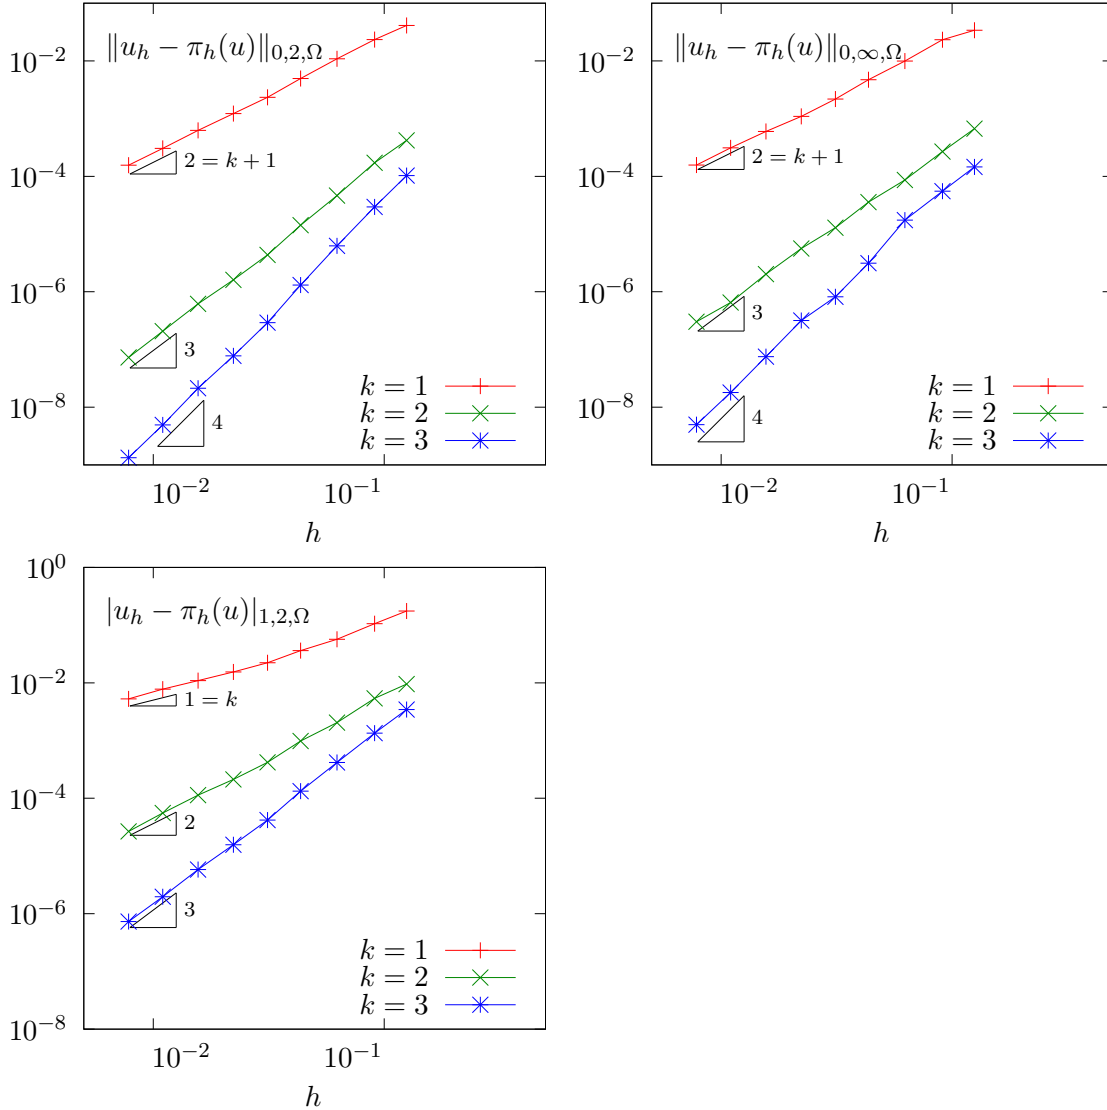 ‖u_h − π_h(u)‖_{0,2,Ω}
10^{−2}
10^{−4}
10^{−6}
10^{−8}
2 = k + 1
3
4
k = 1
k = 2
k = 3
10^{−2}
10^{−1}
h
‖u_h − π_h(u)‖_{0,∞,Ω}
10^{−2}
10^{−4}
10^{−6}
10^{−8}
2 = k + 1
3
4
k = 1
k = 2
k = 3
10^{−2}
10^{−1}
h
|u_h − π_h(u)|_{1,2,Ω}
10^{0}
10^{−2}
10^{−4}
10^{−6}
10^{−8}
1 = k
2
3
k = 1
k = 2
k = 3
10^{−2}
10^{−1}
h